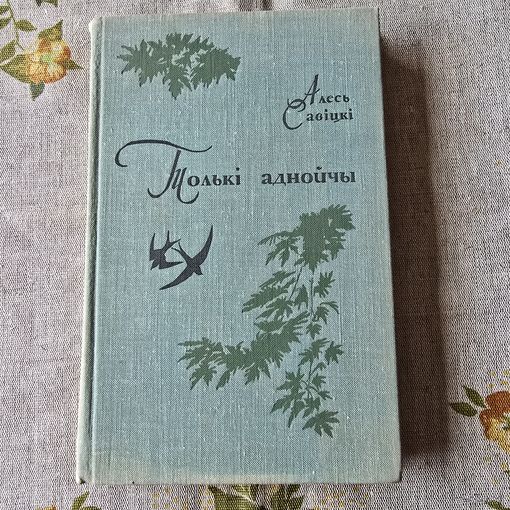 Алесь
Савіцкі
Толькі аднойчы